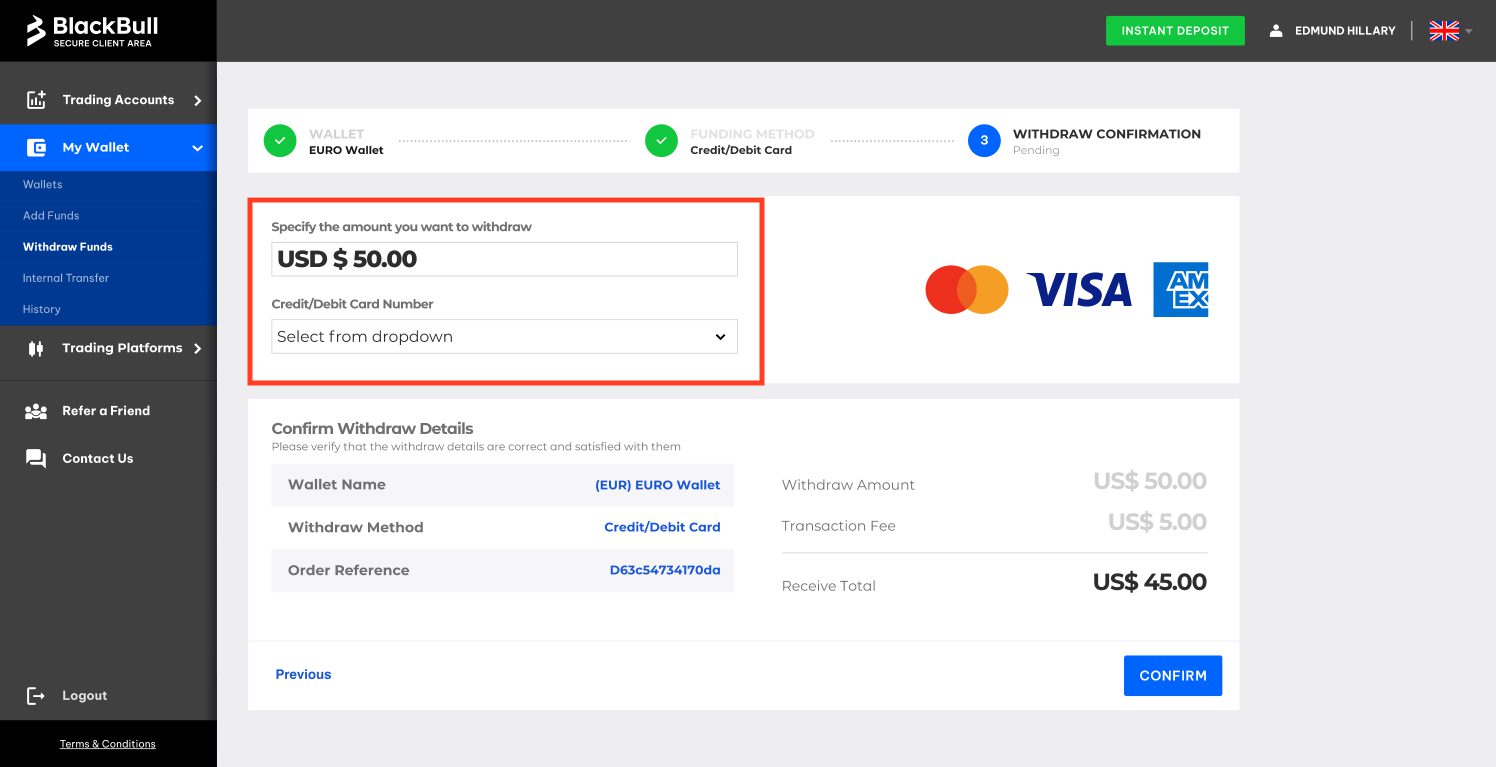 BlackBull
SECURE CLIENT AREA
INSTANT DEPOSIT
EDMUND HILLARY
Trading Accounts
My Wallet
Wallets
Add Funds
Withdraw Funds
Internal Transfer
History
Trading Platforms
Refer a Friend
Contact Us
Logout
Terms & Conditions
WALLET
EURO Wallet
FUNDING METHOD
Credit/Debit Card
3
WITHDRAW CONFIRMATION
Pending
Specify the amount you want to withdraw
USD $ 50.00
Credit/Debit Card Number
Select from dropdown
VISA
AM
EX
Confirm Withdraw Details
Please verify that the withdraw details are correct and satisfied with them
Wallet Name (EUR) EURO Wallet
Withdraw Method Credit/Debit Card
Order Reference D63c54734170da
Withdraw Amount US$ 50.00
Transaction Fee US$ 5.00
Receive Total US$ 45.00
Previous
CONFIRM